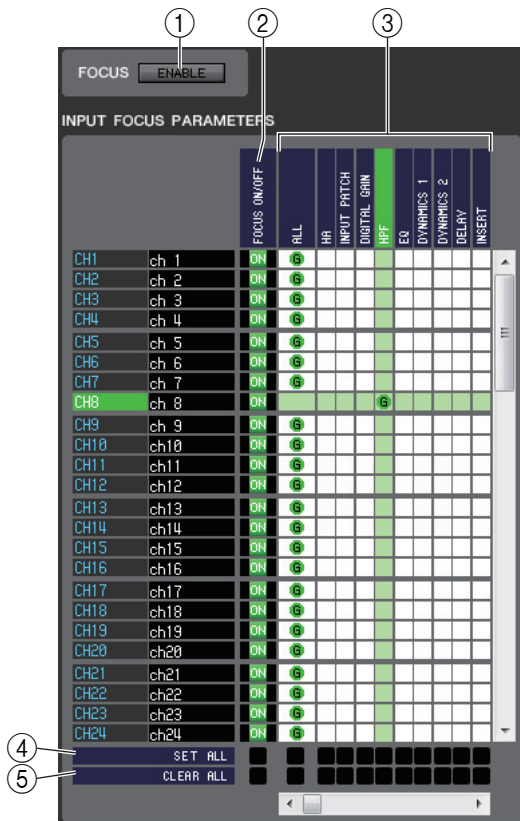 ① ② ③
FOCUS ENABLE
INPUT FOCUS PARAMETERS
FOCUS ON/OFF ALL HA INPUT PATCH DIGITAL GAIN HPF EQ DYNAMICS 1 DYNAMICS 2 DELAY INSERT
CH1 ch 1 ON G
CH2 ch 2 ON G
CH3 ch 3 ON G
CH4 ch 4 ON G
CH5 ch 5 ON G
CH6 ch 6 ON G
CH7 ch 7 ON G
CH8 ch 8 ON G
CH9 ch 9 ON G
CH10 ch10 ON G
CH11 ch11 ON G
CH12 ch12 ON G
CH13 ch13 ON G
CH14 ch14 ON G
CH15 ch15 ON G
CH16 ch16 ON G
CH17 ch17 ON G
CH18 ch18 ON G
CH19 ch19 ON G
CH20 ch20 ON G
CH21 ch21 ON G
CH22 ch22 ON G
CH23 ch23 ON G
CH24 ch24 ON G
④ SET ALL
⑤ CLEAR ALL